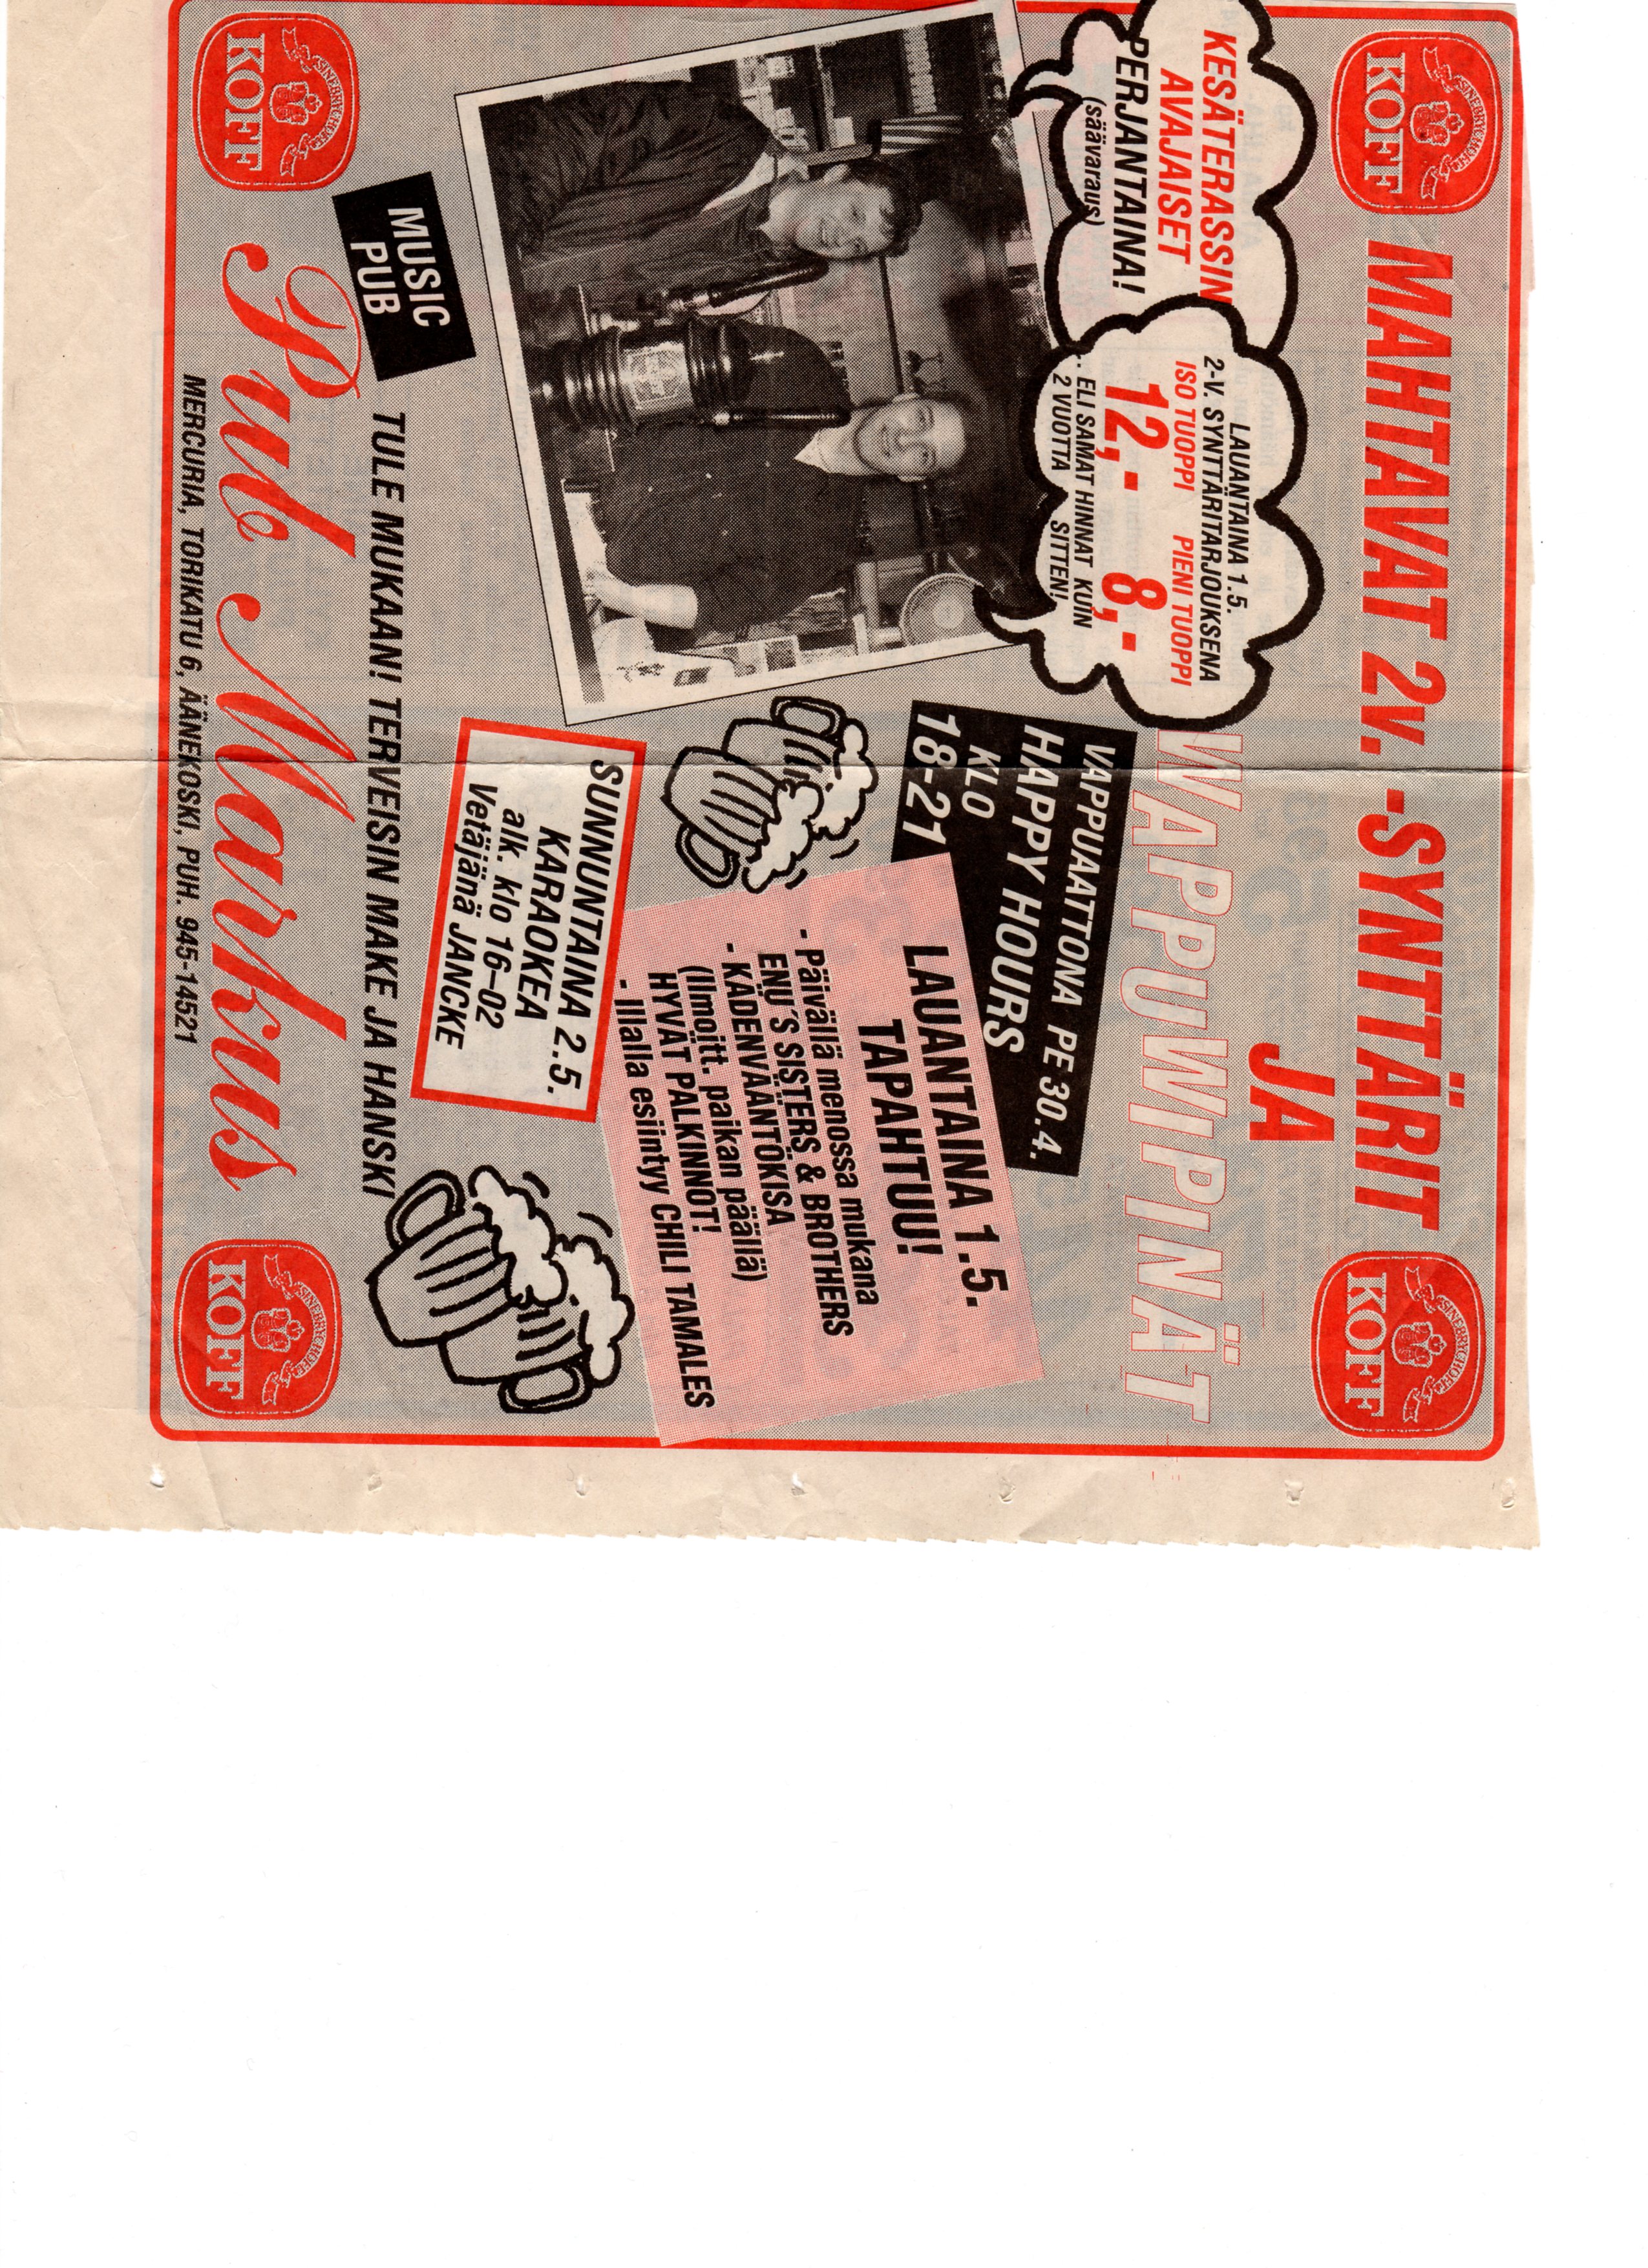 SINEBRYCHOFF
KOFF
MAHTAVAT 2v. -SYNTTÄRIT
JA
WAPPUWIPINÄT
SINEBRYCHOFF
KOFF
KESÄTERASSIN
AVAJAISET
PERJANTAINA!
(säävaraus)
LAUANTAINA 1.5.
2-V. SYNTTÄRITARJOUKSENA
ISO TUOPPI PIENI TUOPPI
12,- 8,-
. ELI SAMAT HINNAT KUIN
2 VUOTTA SITTEN!
VAPPUAATTONA PE 30.4.
HAPPY HOURS
KLO
18-21
LAUANTAINA 1.5.
TAPAHTUU!
- Päivällä menossa mukana
ENU´S SISTERS & BROTHERS
- KÄDENVÄÄNTÖKISA
(Ilmoitt. paikan päällä)
HYVÄT PALKINNOT!
- Illalla esiintyy CHILI TAMALES
SUNNUNTAINA 2.5.
KARAOKEA
alk. klo 16–02
Vetäjänä JANCKE
MUSIC
PUB
TULE MUKAAN! TERVEISIN MAKE JA HANSKI
SINEBRYCHOFF
KOFF
Pub Markus
MERCURIA, TORIKATU 6, ÄÄNEKOSKI, PUH. 945-14521
SINEBRYCHOFF
KOFF